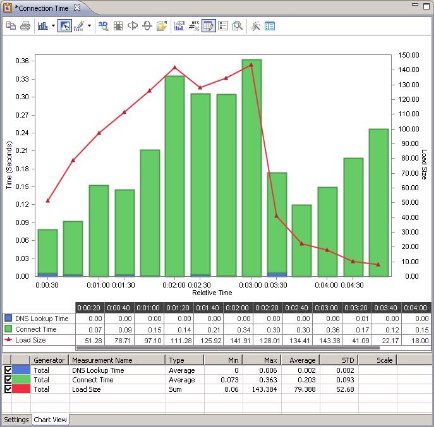 *Connection Time
0.36
0.33
0.30
0.27
0.24
0.21
0.18
0.15
0.12
0.09
0.06
0.03
0.00
Time (Seconds)
150.00
140.00
130.00
120.00
110.00
100.00
90.00
80.00
70.00
60.00
50.00
40.00
30.00
20.00
10.00
0.00
Load Size
0:00:30 0:01:00 0:01:30 0:02:00 0:02:30 0:03:00 0:03:30 0:04:00 0:04:30
Relative Time
0:00:20 0:00:40 0:01:00 0:01:20 0:01:40 0:02:00 0:02:20 0:02:40 0:03:00 0:03:20 0:03:40 0:04:00
DNS Lookup Time 0.00 0.00 0.00 0.00 0.00 0.00 0.00 0.00 0.00 0.01 0.00 0.00
Connect Time 0.07 0.09 0.15 0.14 0.21 0.34 0.30 0.30 0.36 0.17 0.12 0.15
Load Size 51.28 78.71 97.10 111.28 125.92 141.91 128.01 134.41 143.38 41.09 22.17 18.00
Generator Measurement Name Type Min Max Average STD Scale
Total DNS Lookup Time Average 0 0.006 0.002 0.002
Total Connect Time Average 0.073 0.363 0.203 0.093
Total Load Size Sum 8.06 143.384 79.388 52.68
Settings Chart View